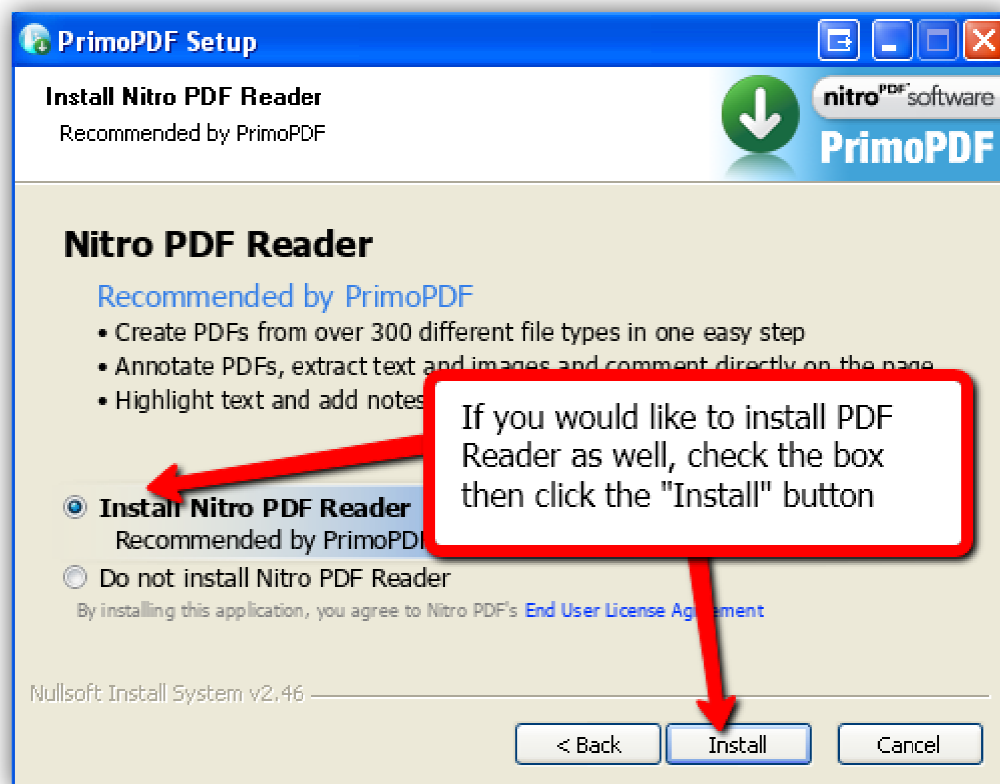 PrimoPDF Setup
Install Nitro PDF Reader
Recommended by PrimoPDF
nitroPDF software
PrimoPDF
Nitro PDF Reader
Recommended by PrimoPDF
• Create PDFs from over 300 different file types in one easy step
• Annotate PDFs, extract text and images and comment directly on the page
• Highlight text and add notes
If you would like to install PDF
Reader as well, check the box
then click the "Install" button
Install Nitro PDF Reader
Recommended by PrimoPDF
Do not install Nitro PDF Reader
By installing this application, you agree to Nitro PDF's End User License Agreement
Nullsoft Install System v2.46
< Back
Install
Cancel